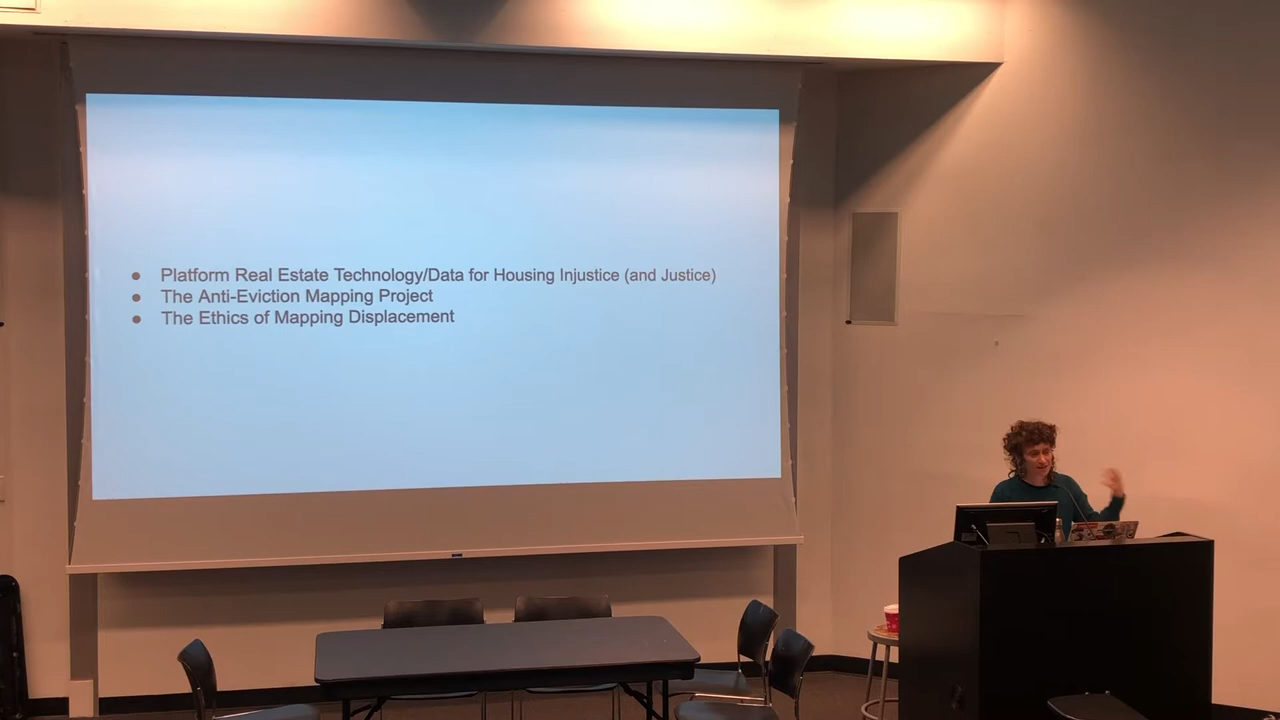 ● Platform Real Estate Technology/Data for Housing Injustice (and Justice)
● The Anti-Eviction Mapping Project
● The Ethics of Mapping Displacement